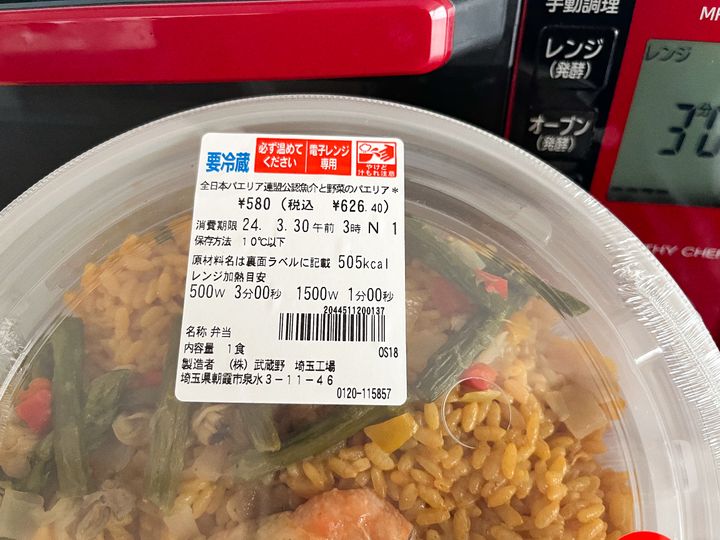 手動調理
レンジ
(発酵)
オーブン
(発酵)
レンジ
3分
要冷蔵
必ず温めて
ください
電子レンジ
専用
やけど
汁もれ注意
全日本パエリア連盟公認魚介と野菜のパエリア*
¥580 (税込 ¥626.40)
消費期限 24. 3.30午前 3時 N 1
保存方法 10℃以下
原材料名は裏面ラベルに記載 505kcal
レンジ加熱目安
500W 3分00秒 1500W 1分00秒
2044511200137
名称 弁当
内容量 1食
OS18
製造者 (株) 武蔵野 埼玉工場
埼玉県朝霞市泉水3-11-46
0120-115857